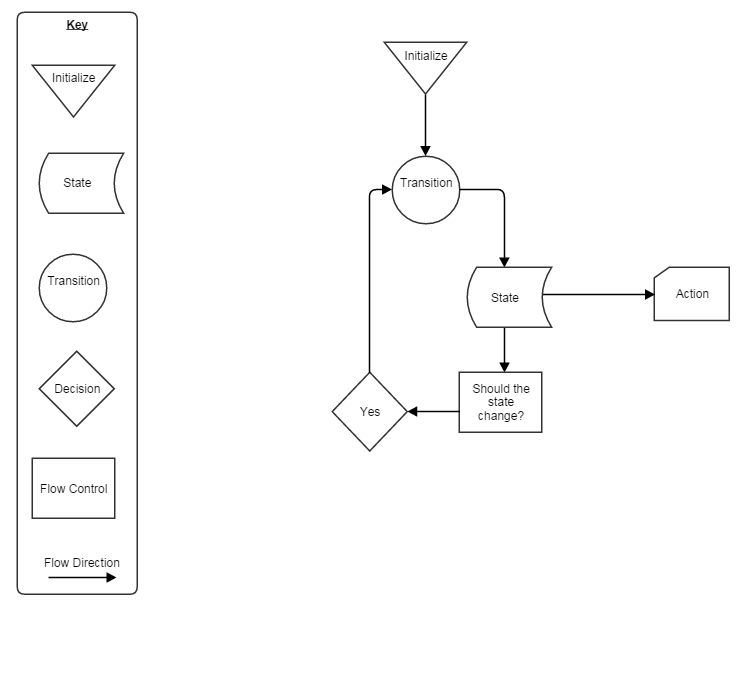 Key
Initialize
State
Transition
Decision
Flow Control
Flow Direction
Initialize
Transition
State
Action
Should the
state
change?
Yes